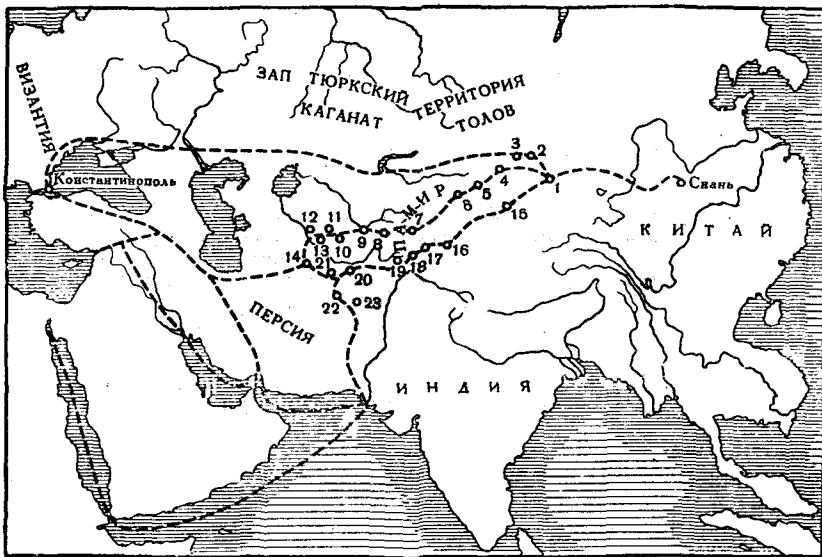 ВИЗАНТИЯ
ЗАП ТЮРКСКИЙ
КАГАНАТ
ТЕРРИТОРИЯ
ТОЛОВ
Константинополь
3 2
4
1
Сиань
5
6
ПАМИР
КИТАЙ
12 11
9 8 7
15
13 10
14
16
17
18
19
21 20
22 23
ПЕРСИЯ
ИНДИЯ